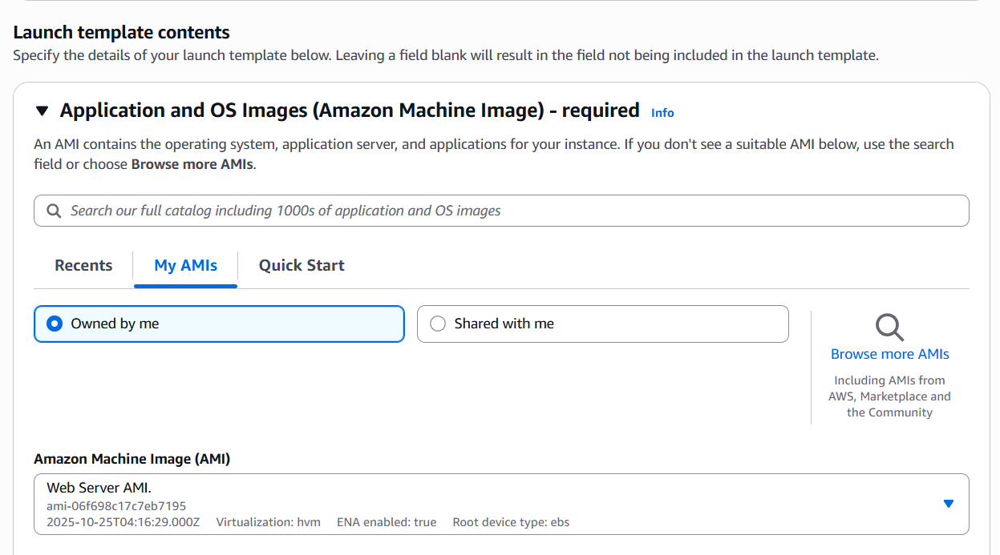 Launch template contents
Specify the details of your launch template below. Leaving a field blank will result in the field not being included in the launch template.
Application and OS Images (Amazon Machine Image) - required Info
An AMI contains the operating system, application server, and applications for your instance. If you don't see a suitable AMI below, use the search
field or choose Browse more AMIs.
Search our full catalog including 1000s of application and OS images
Recents My AMIs Quick Start
Owned by me Shared with me
Browse more AMIs
Including AMIs from
AWS, Marketplace and
the Community
Amazon Machine Image (AMI)
Web Server AMI.
ami-06f698c17c7eb7195
2025-10-25T04:16:29.000Z Virtualization: hvm ENA enabled: true Root device type: ebs